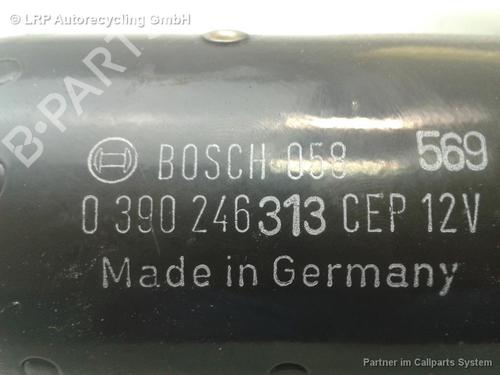 © LRP Autorecycling GmbH
B-PARTS
BOSCH 058 569
0 390 246 313 CEP 12V
Made in Germany
Partner im Callparts System